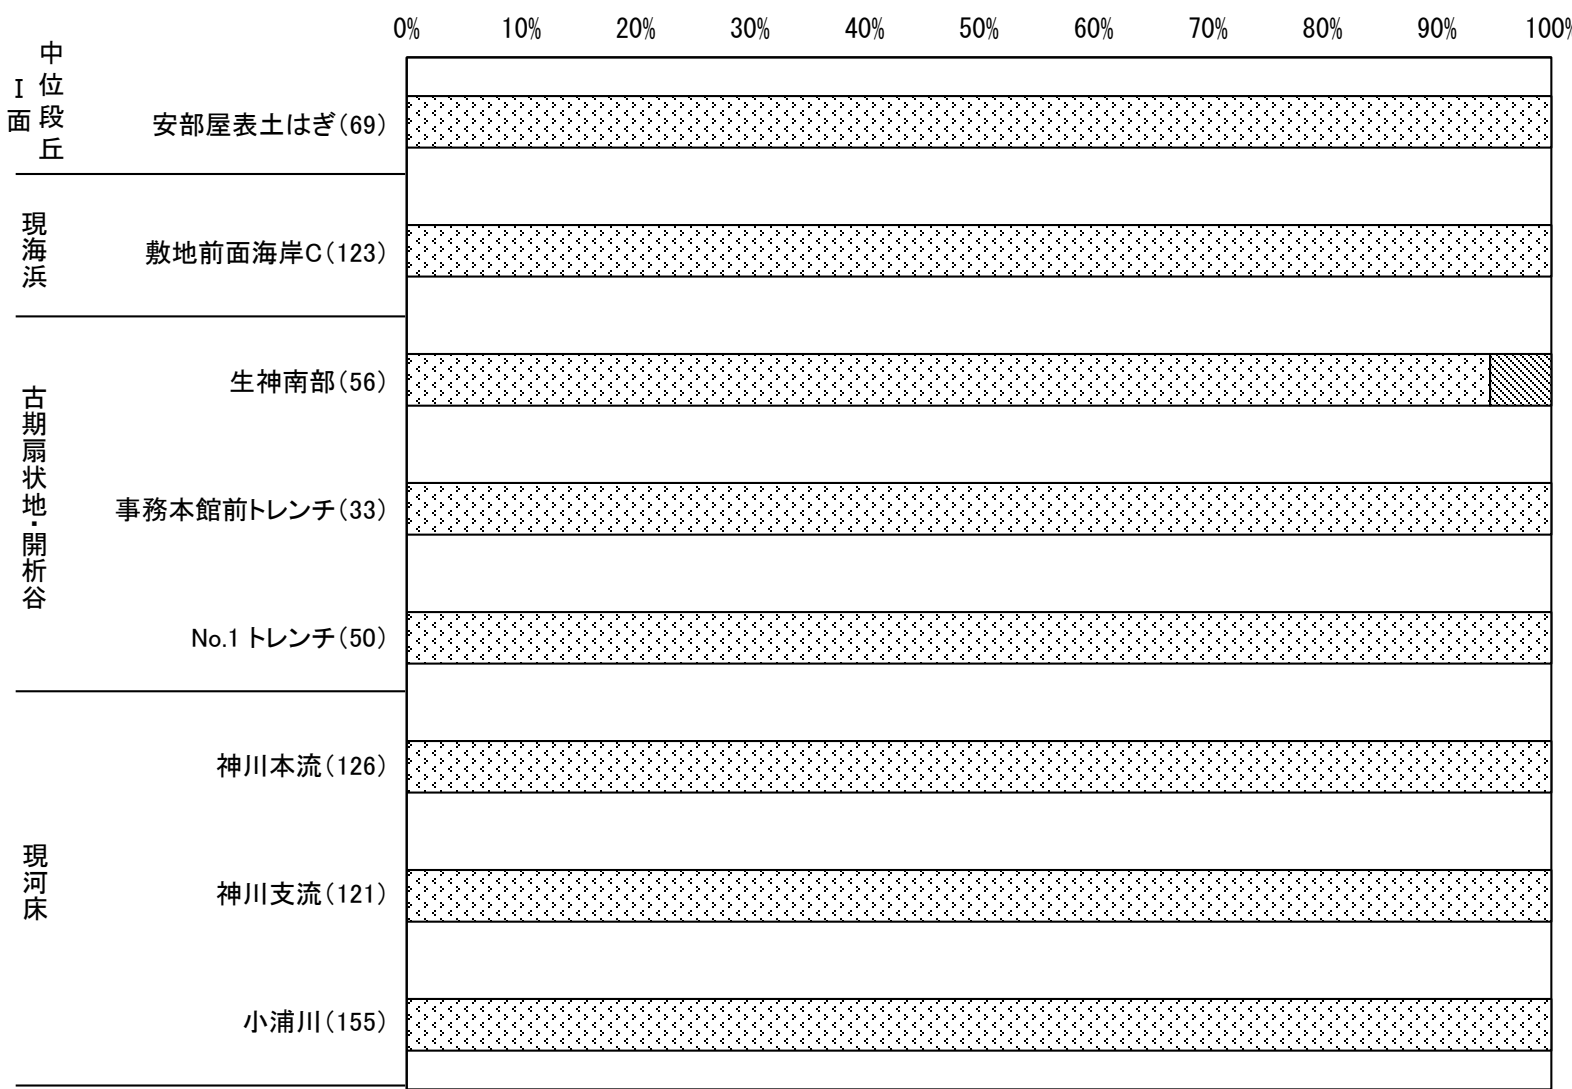 0% 10% 20% 30% 40% 50% 60% 70% 80% 90% 100%
中位段丘
Ⅰ面
安部屋表土はぎ(69)
現海浜
敷地前面海岸C(123)
古期扇状地・開析谷
生神南部(56)
事務本館前トレンチ(33)
No.1 トレンチ(50)
現河床
神川本流(126)
神川支流(121)
小浦川(155)